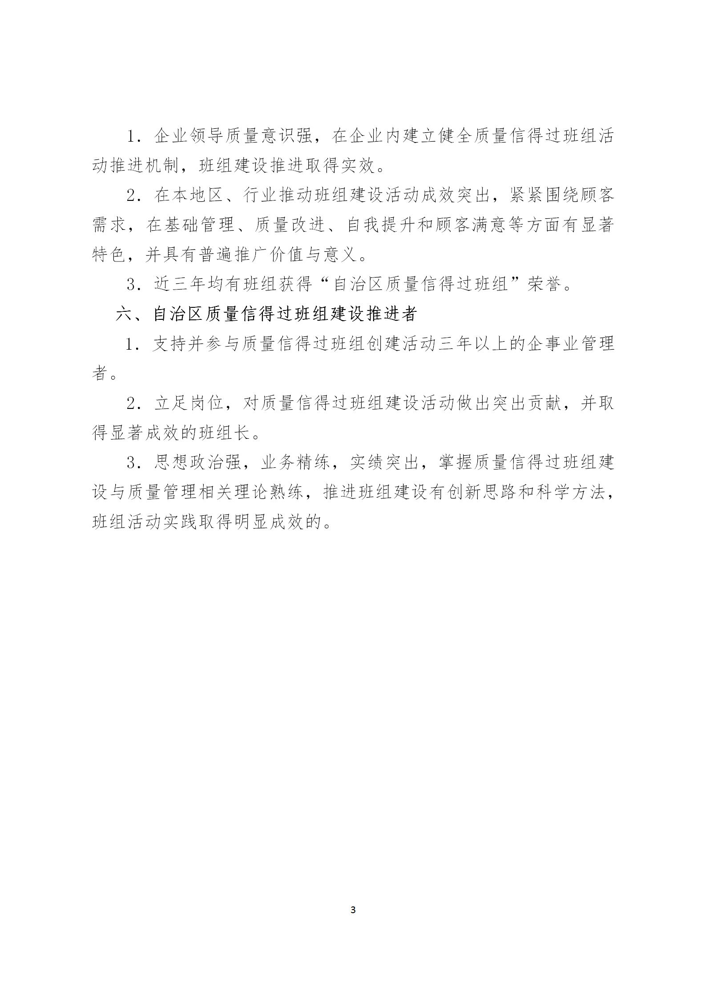 1. 企业领导质量意识强，在企业内建立健全质量信得过班组活
动推进机制，班组建设推进取得实效。
2. 在本地区、行业推动班组建设活动成效突出，紧紧围绕顾客
需求，在基础管理、质量改进、自我提升和顾客满意等方面有显著
特色，并具有普遍推广价值与意义。
3. 近三年均有班组获得“自治区质量信得过班组”荣誉。
六、自治区质量信得过班组建设推进者
1. 支持并参与质量信得过班组创建活动三年以上的企事业管理
者。
2. 立足岗位，对质量信得过班组建设活动做出突出贡献，并取
得显著成效的班组长。
3. 思想政治强，业务精练，实绩突出，掌握质量信得过班组建
设与质量管理相关理论熟练，推进班组建设有创新思路和科学方法，
班组活动实践取得明显成效的。
3